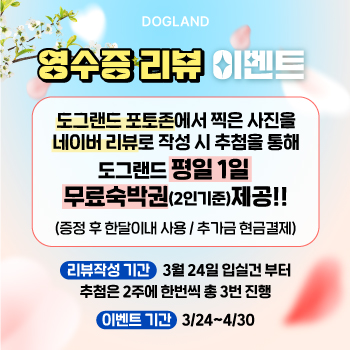 DOGLAND
영수증 리뷰 이벤트
도그랜드 포토존에서 찍은 사진을
네이버 리뷰로 작성 시 추첨을 통해
도그랜드 평일 1일
무료숙박권(2인기준)제공!!
(증정 후 한달이내 사용 / 추가금 현금결제)
리뷰작성 기간 3월 24일 입실건 부터
추첨은 2주에 한번씩 총 3번 진행
이벤트 기간 3/24~4/30